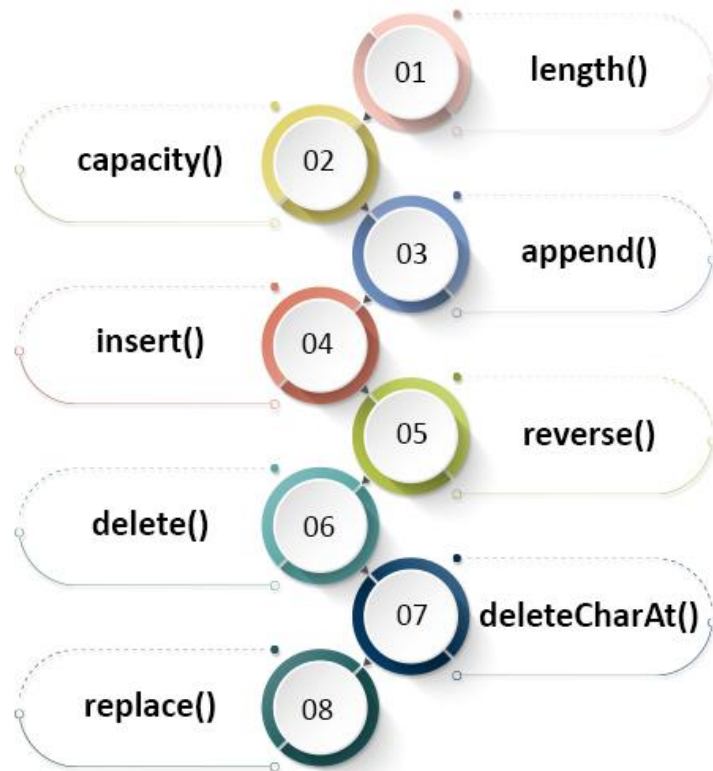 01
length()
02
capacity()
03
append()
04
insert()
05
reverse()
06
delete()
07
deleteCharAt()
08
replace()